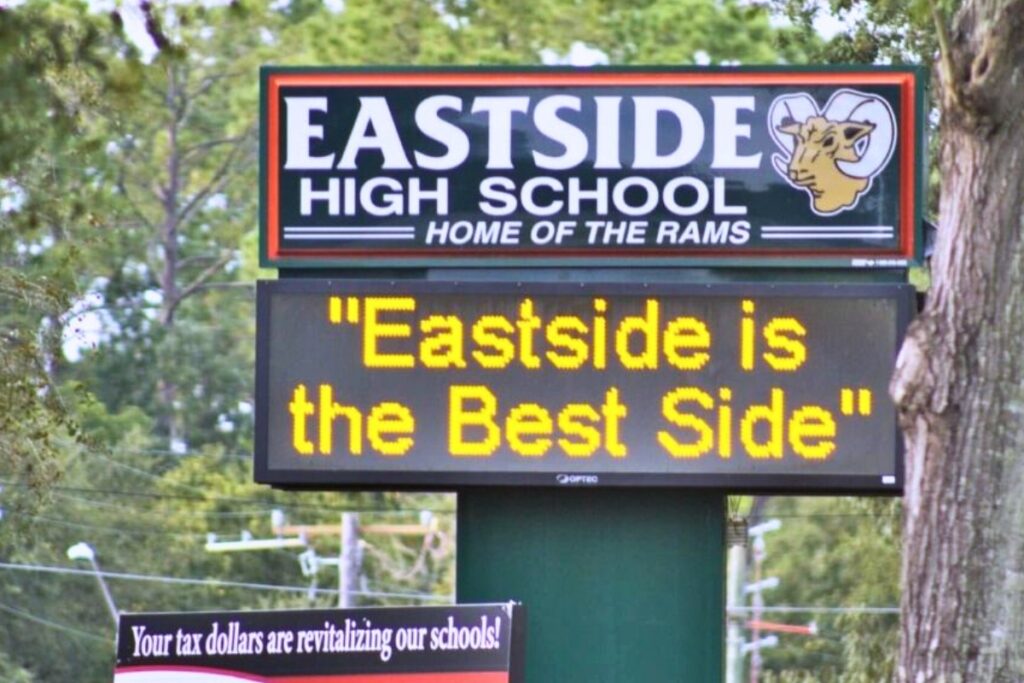 EASTSIDE
HIGH SCHOOL
HOME OF THE RAMS
"Eastside is
the Best Side"
OPTEC
Your tax dollars are revitalizing our schools!